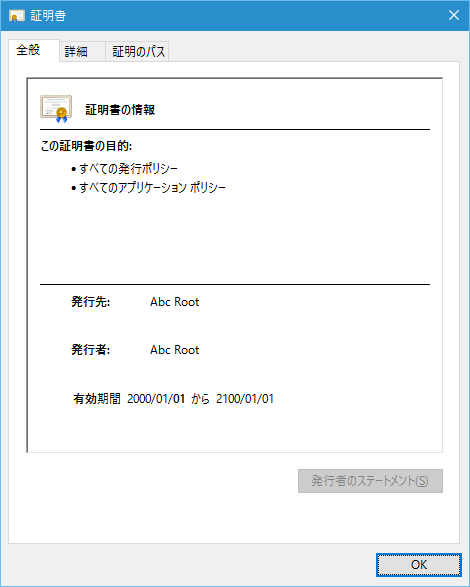 証明書
全般 詳細 証明のパス
証明書の情報
この証明書の目的:
• すべての発行ポリシー
• すべてのアプリケーション ポリシー
発行先: Abc Root
発行者: Abc Root
有効期間 2000/01/01 から 2100/01/01
発行者のステートメント(S)
OK